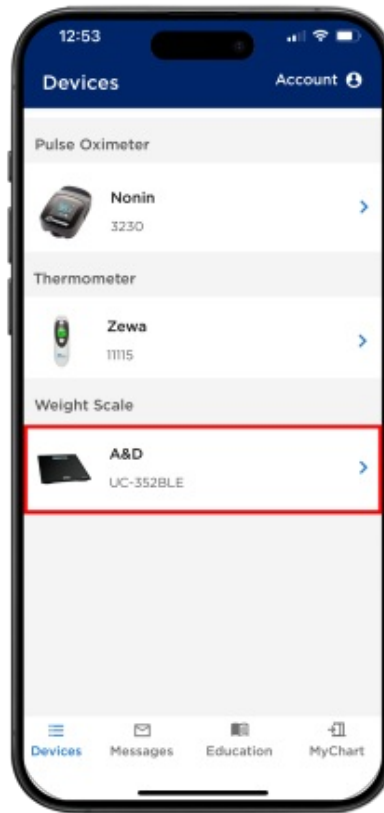 12:53
Devices
Account
Pulse Oximeter
Nonin
3230
Thermometer
Zewa
11115
Weight Scale
A&D
UC-352BLE
Devices
Messages
Education
MyChart